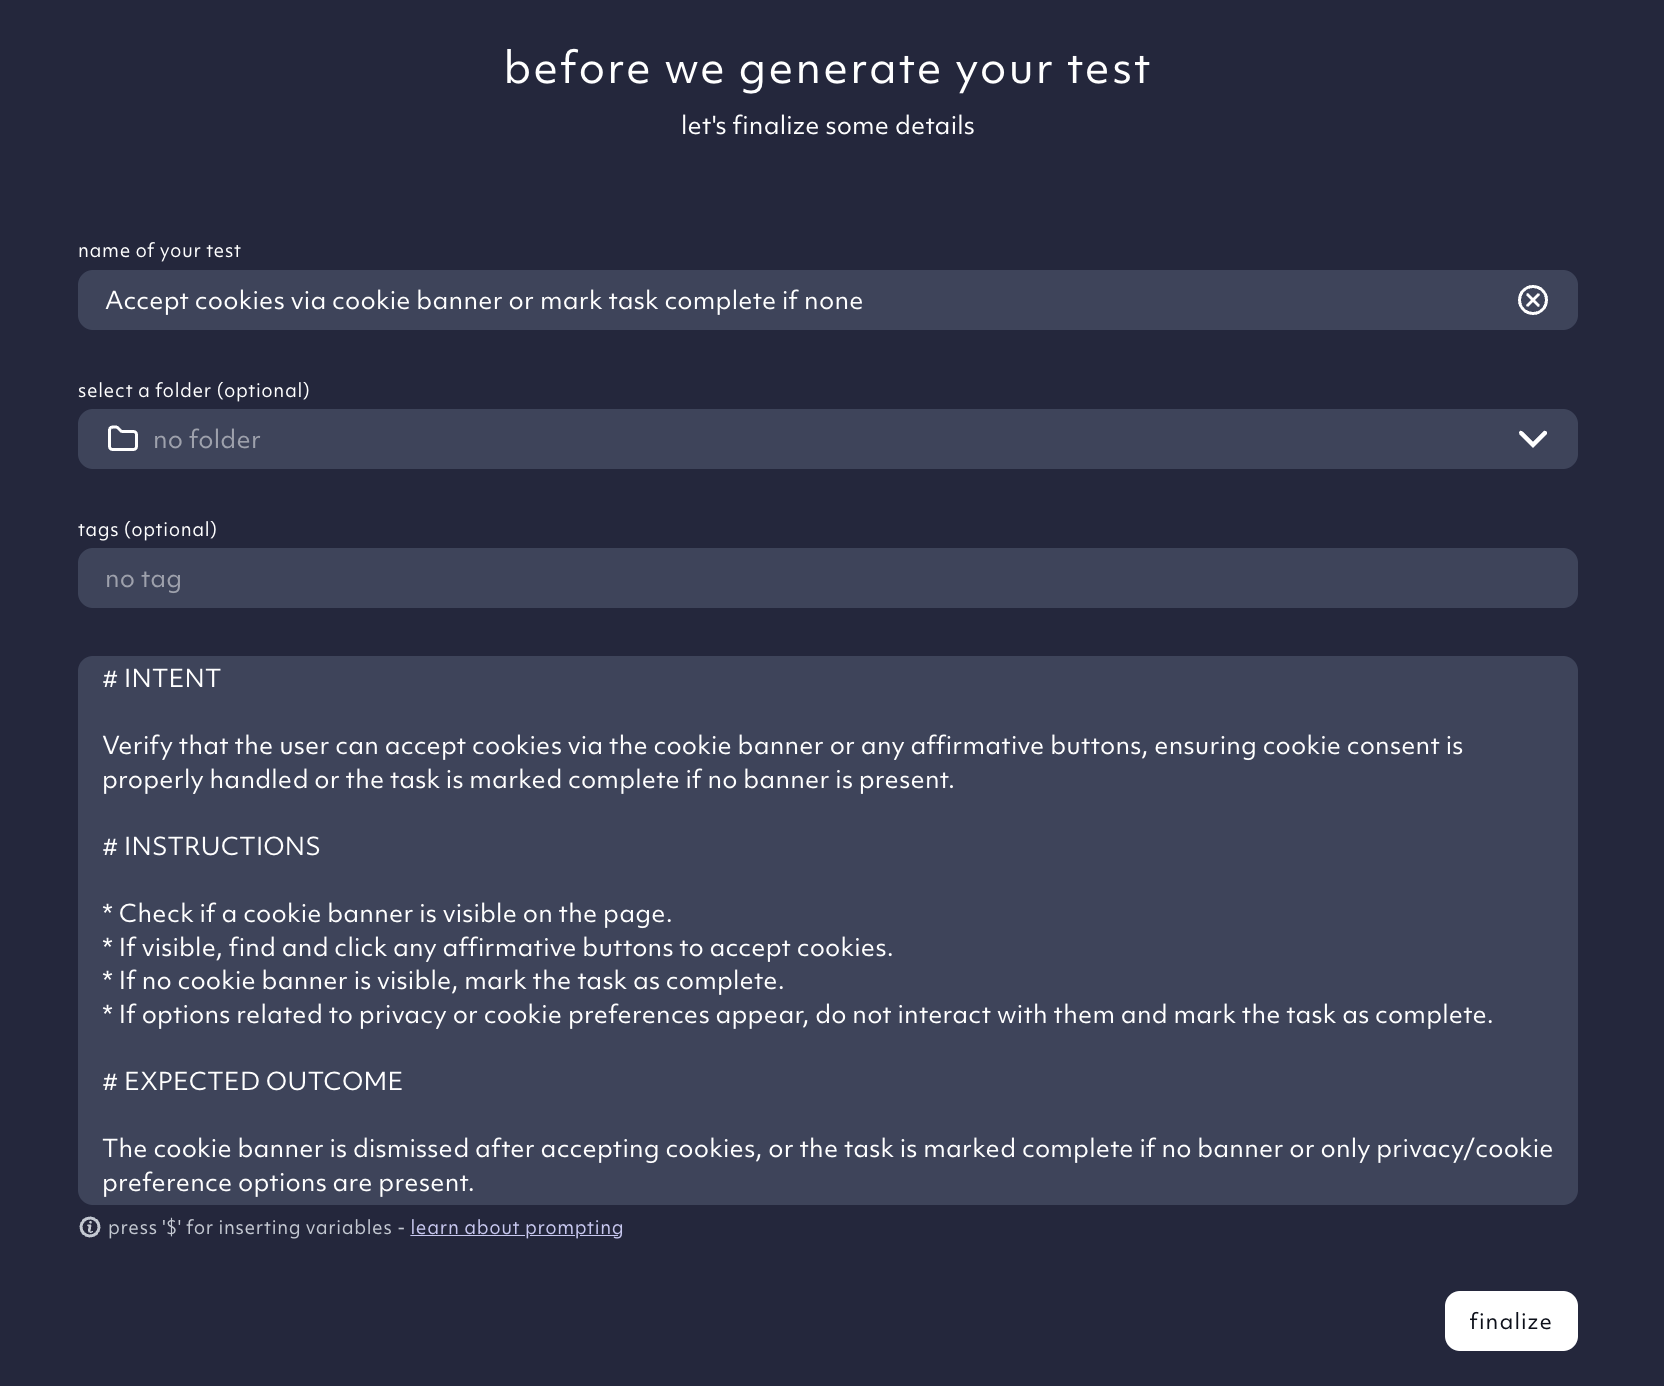 before we generate your test
let's finalize some details
name of your test
Accept cookies via cookie banner or mark task complete if none
select a folder (optional)
no folder
tags (optional)
no tag
# INTENT
Verify that the user can accept cookies via the cookie banner or any affirmative buttons, ensuring cookie consent is
properly handled or the task is marked complete if no banner is present.
# INSTRUCTIONS
* Check if a cookie banner is visible on the page.
* If visible, find and click any affirmative buttons to accept cookies.
* If no cookie banner is visible, mark the task as complete.
* If options related to privacy or cookie preferences appear, do not interact with them and mark the task as complete.
# EXPECTED OUTCOME
The cookie banner is dismissed after accepting cookies, or the task is marked complete if no banner or only privacy/cookie
preference options are present.
press '$' for inserting variables - learn about prompting
finalize